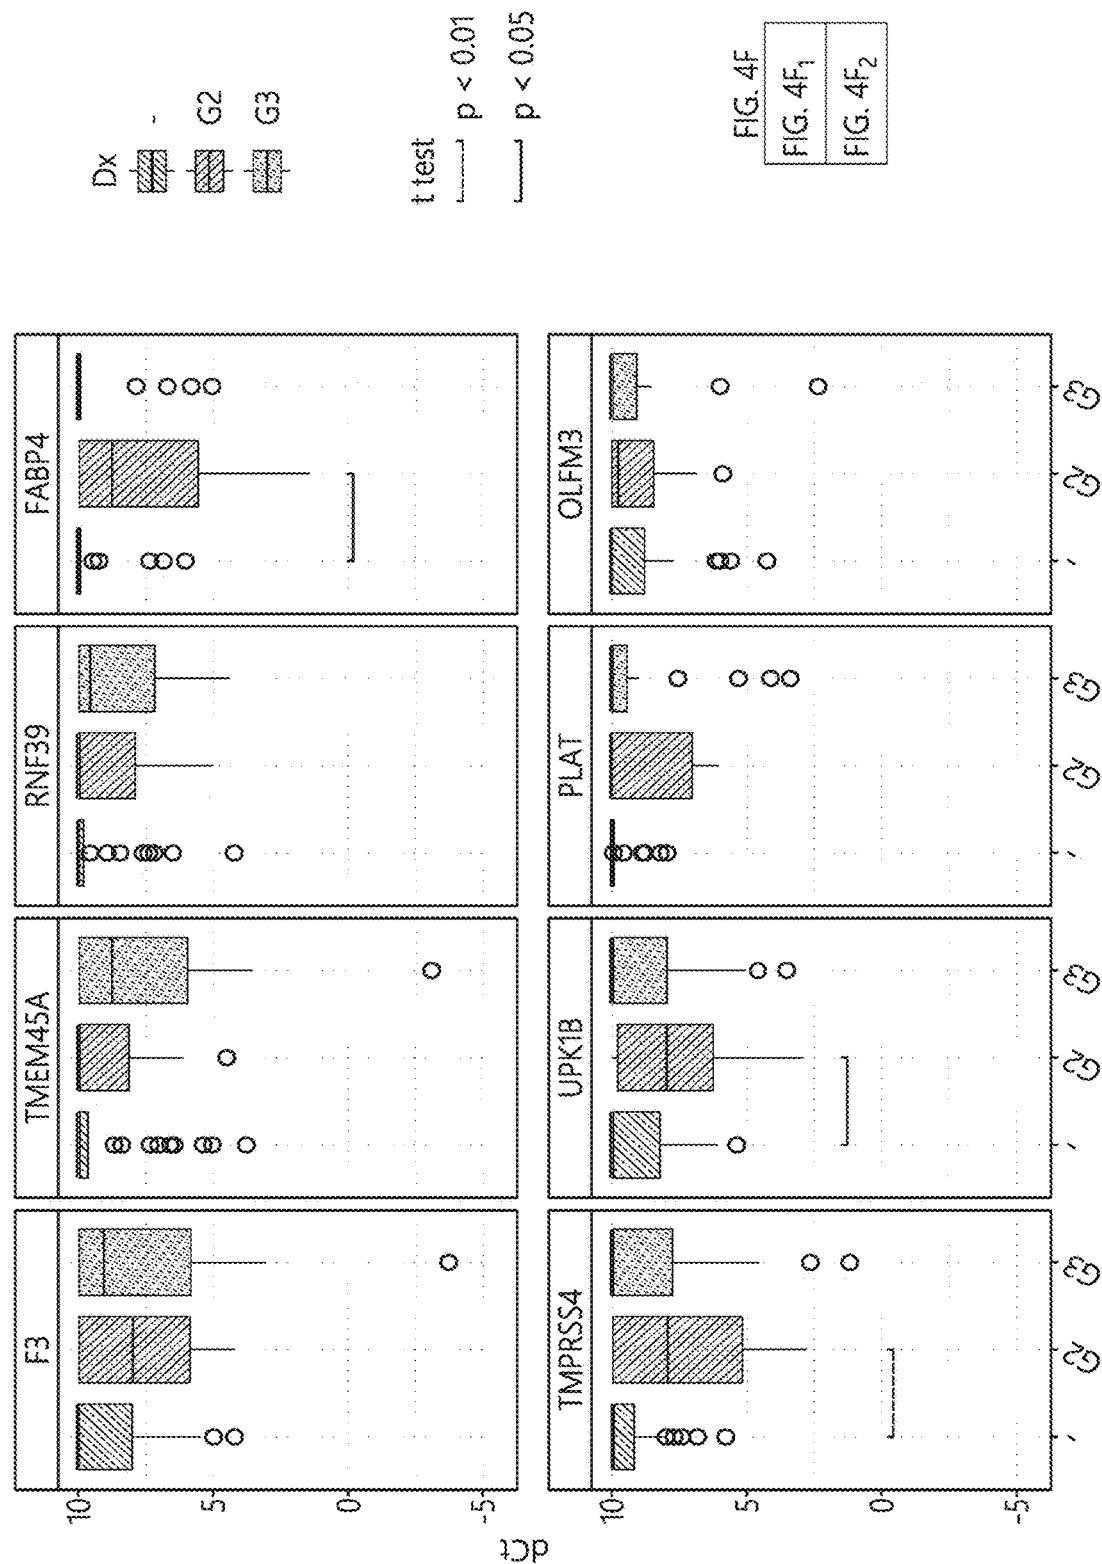 F3
TMEM45A
RNF39
FABP4
10
5
0
-5
dCt
TMPRSS4
UPK1B
PLAT
OLFM3
10
5
0
-5
-
G2
G3
-
G2
G3
-
G2
G3
-
G2
G3
Dx
-
G2
G3
t test
p < 0.01
p < 0.05
FIG. 4F
FIG. 4F₁
FIG. 4F₂